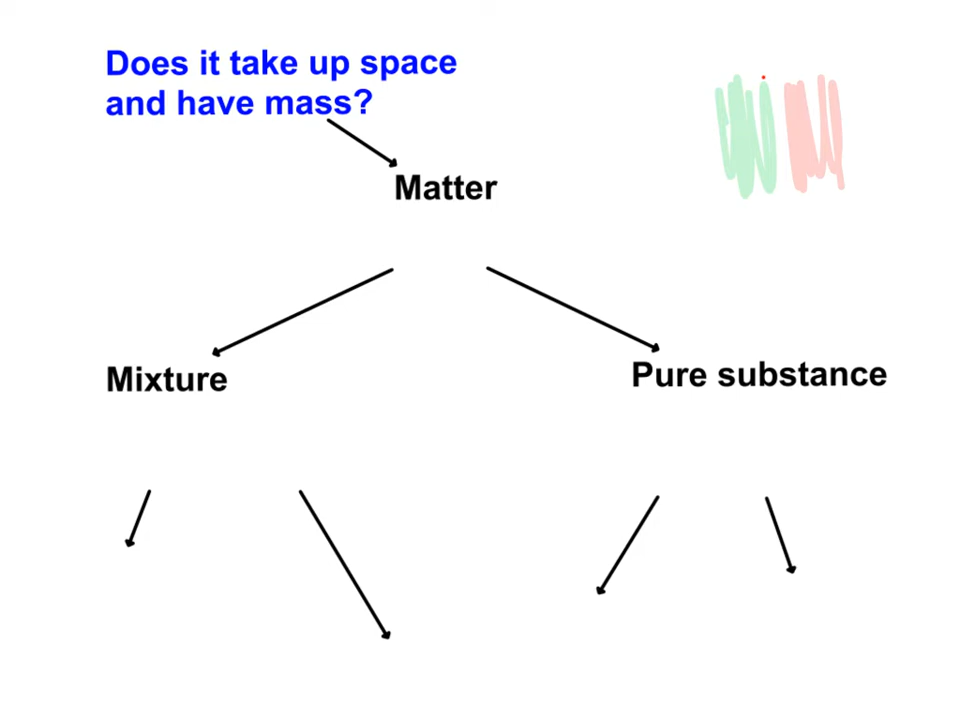 Does it take up space
and have mass?
Matter
Mixture
Pure substance